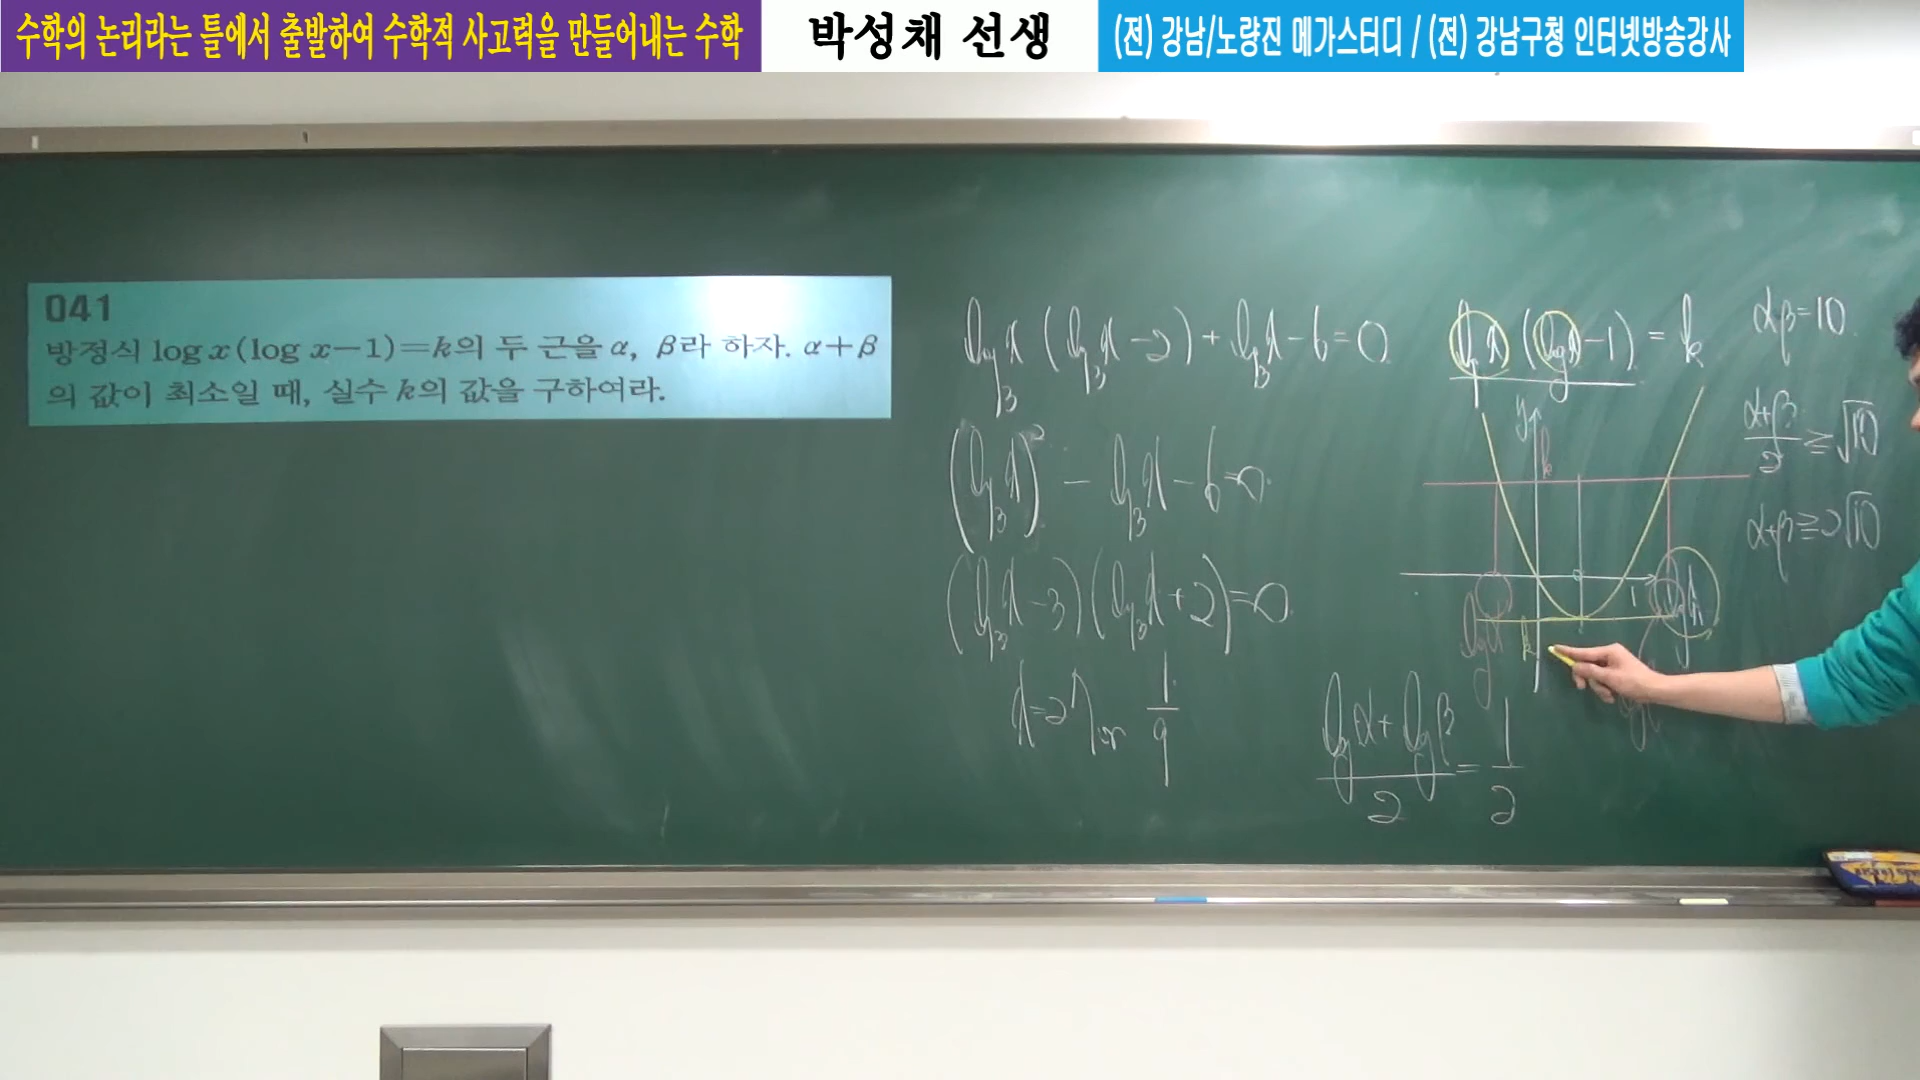 수학의 논리라는 틀에서 출발하여 수학적 사고력을 만들어내는 수학
박성채 선생
(전) 강남/노량진 메가스터디 / (전) 강남구청 인터넷방송강사
041
방정식 log x(log x−1)=k의 두 근을 α, β라 하자. α+β
의 값이 최소일 때, 실수 k의 값을 구하여라.
log₃x (log₃x −2) + log₃x − 6 = 0
(log₃x)² − log₃x − 6 = 0
(log₃x −3)(log₃x +2) = 0
x = 27 or 1/9
log x (log x −1) = k
y
k
1
log x
log α
k
(log α + log β)/2 = 1/2
αβ = 10
(α+β)/2 ≥ √10
α+β ≥ 2√10